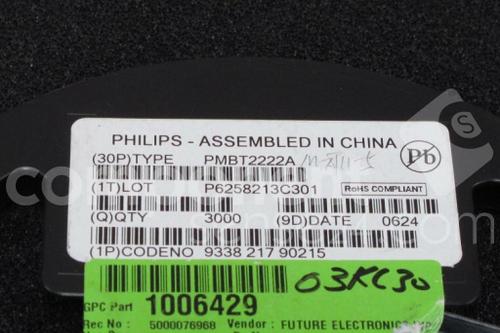 PHILIPS - ASSEMBLED IN CHINA
(30P)TYPE PMBT2222A
Pb
(1T)LOT P6258213C301
RoHS COMPLIANT
(Q)QTY 3000 (9D)DATE 0624
(1P)CODENO 9338 217 90215
03KC30
GPC Part 1006429
Rec No : 5000076968 Vendor : FUTURE ELECTRONICS